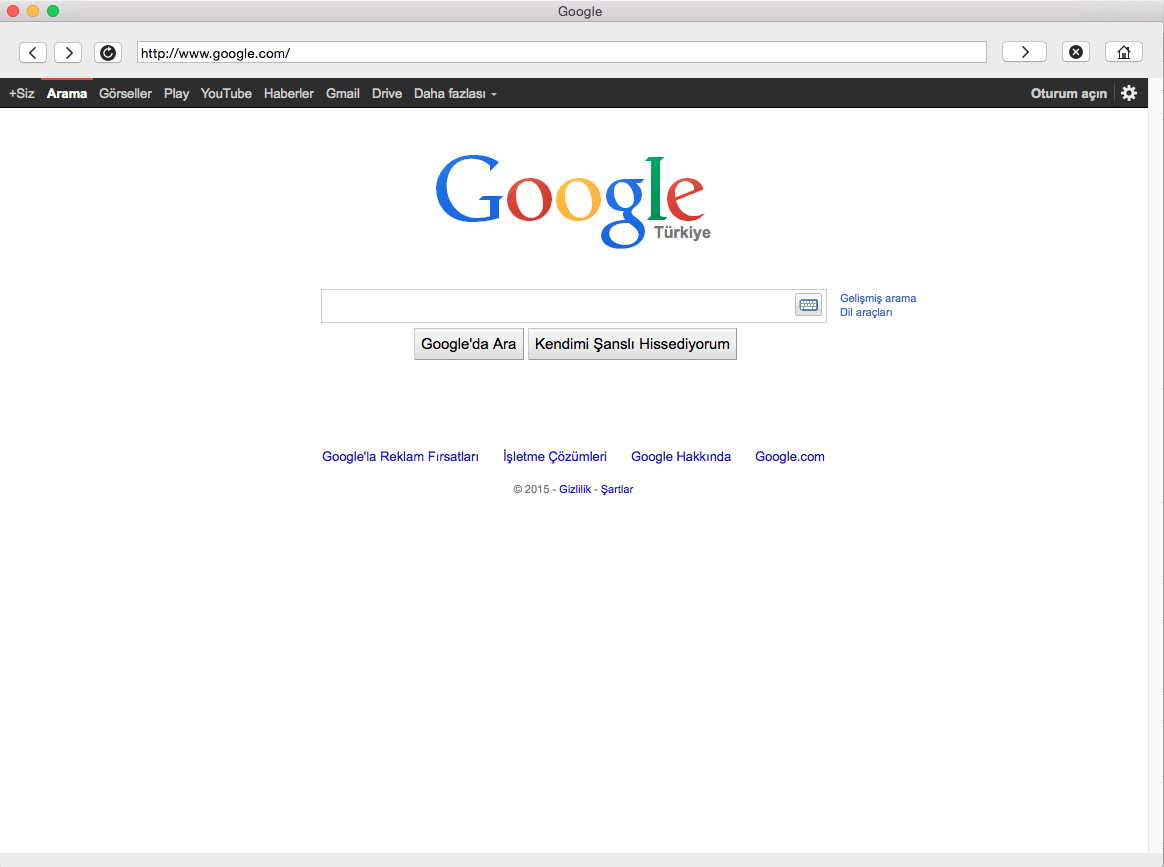 Google
http://www.google.com/
+Siz Arama Görseller Play YouTube Haberler Gmail Drive Daha fazlası Oturum açın
Google
Türkiye
Gelişmiş arama
Dil araçları
Google'da Ara Kendimi Şanslı Hissediyorum
Google'la Reklam Fırsatları İşletme Çözümleri Google Hakkında Google.com
© 2015 - Gizlilik - Şartlar